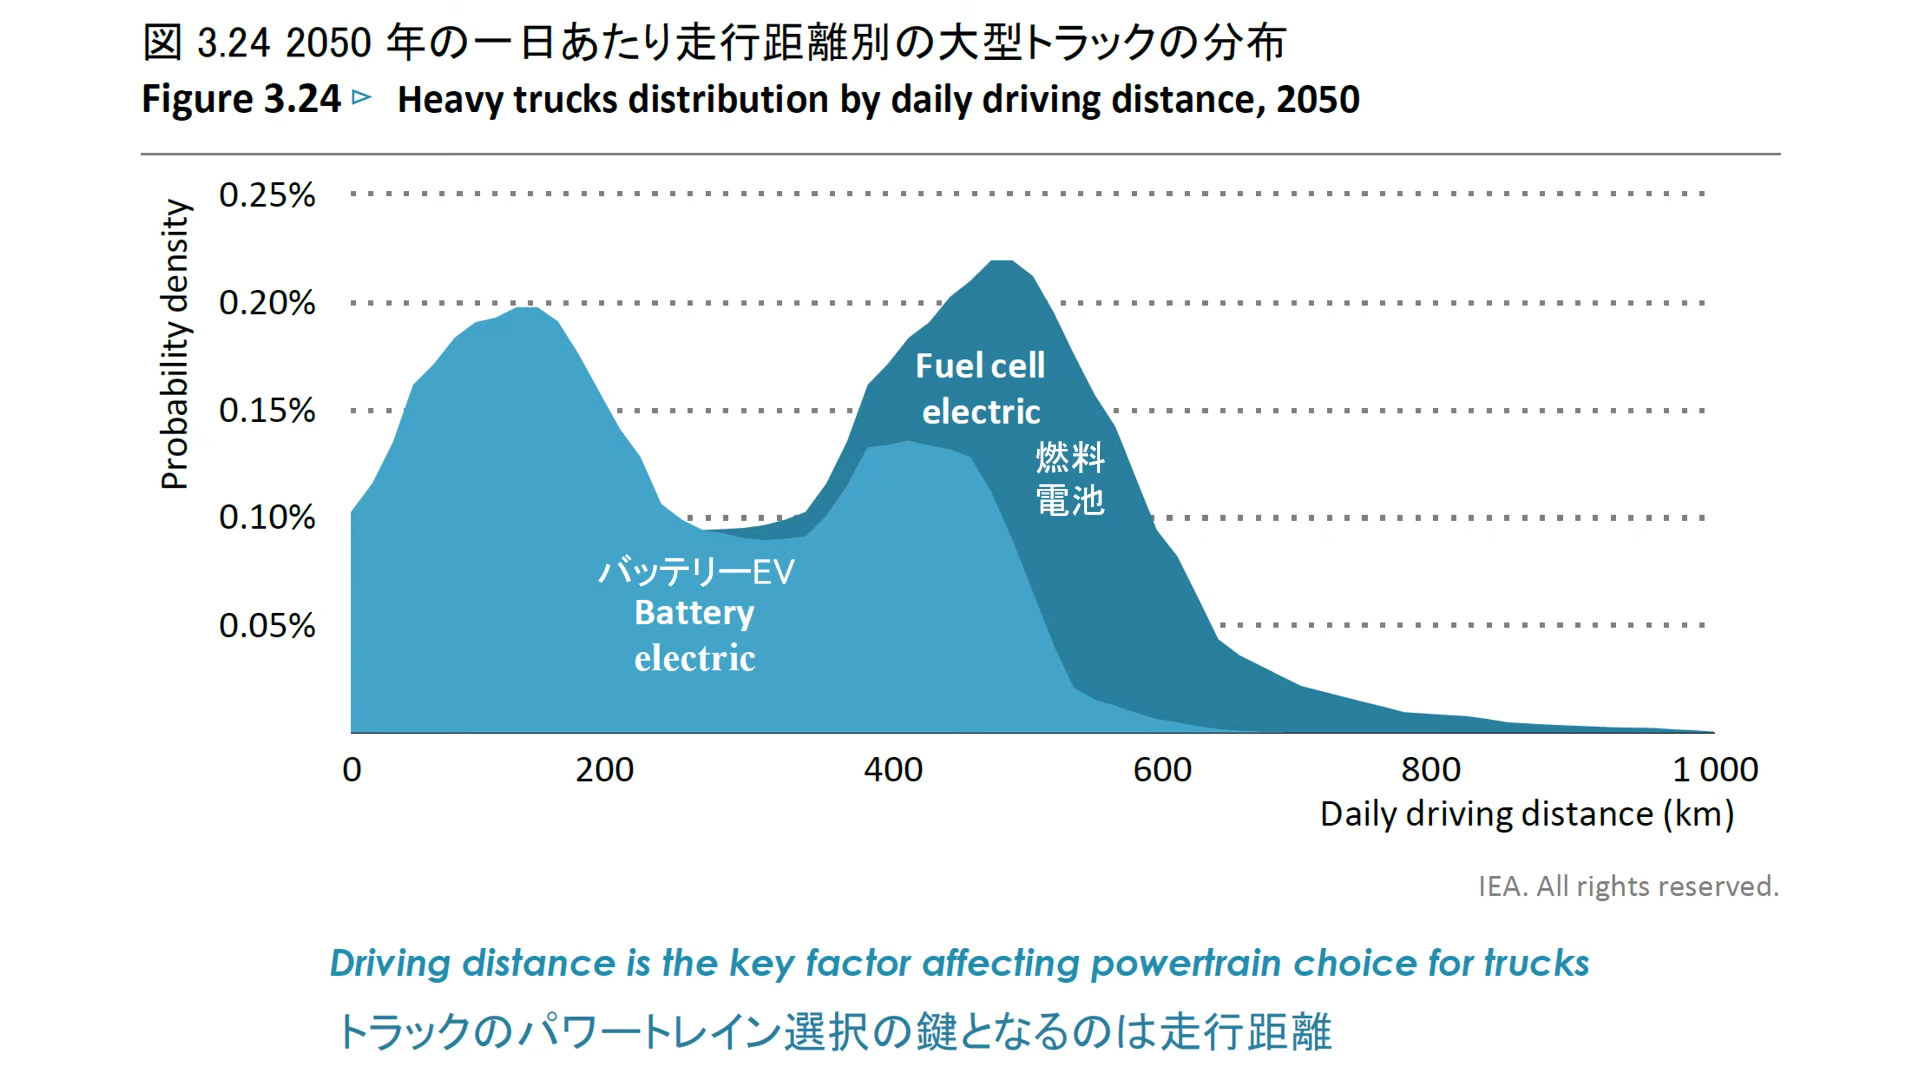 図 3.24 2050 年の一日あたり走行距離別の大型トラックの分布
Figure 3.24 ▷ Heavy trucks distribution by daily driving distance, 2050
Probability density
0.25%
0.20%
0.15%
0.10%
0.05%
Fuel cell
electric
燃料
電池
バッテリーEV
Battery
electric
0 200 400 600 800 1 000
Daily driving distance (km)
IEA. All rights reserved.
Driving distance is the key factor affecting powertrain choice for trucks
トラックのパワートレイン選択の鍵となるのは走行距離